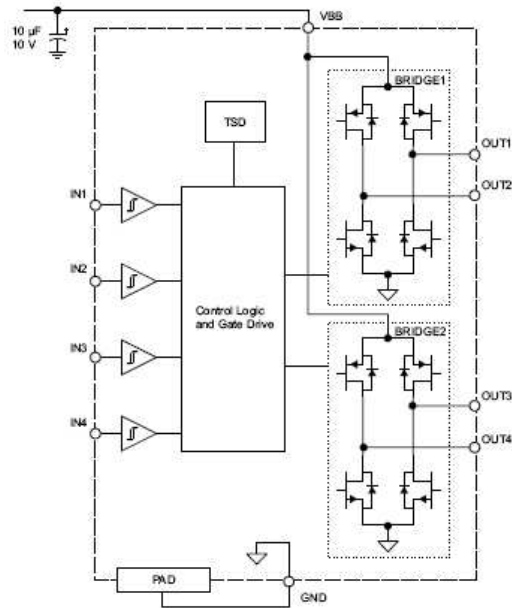 10 µF
10 V
VBB
BRIDGE1
TSD
OUT1
OUT2
IN1
IN2
IN3
IN4
Control Logic
and Gate Drive
BRIDGE2
OUT3
OUT4
PAD
GND